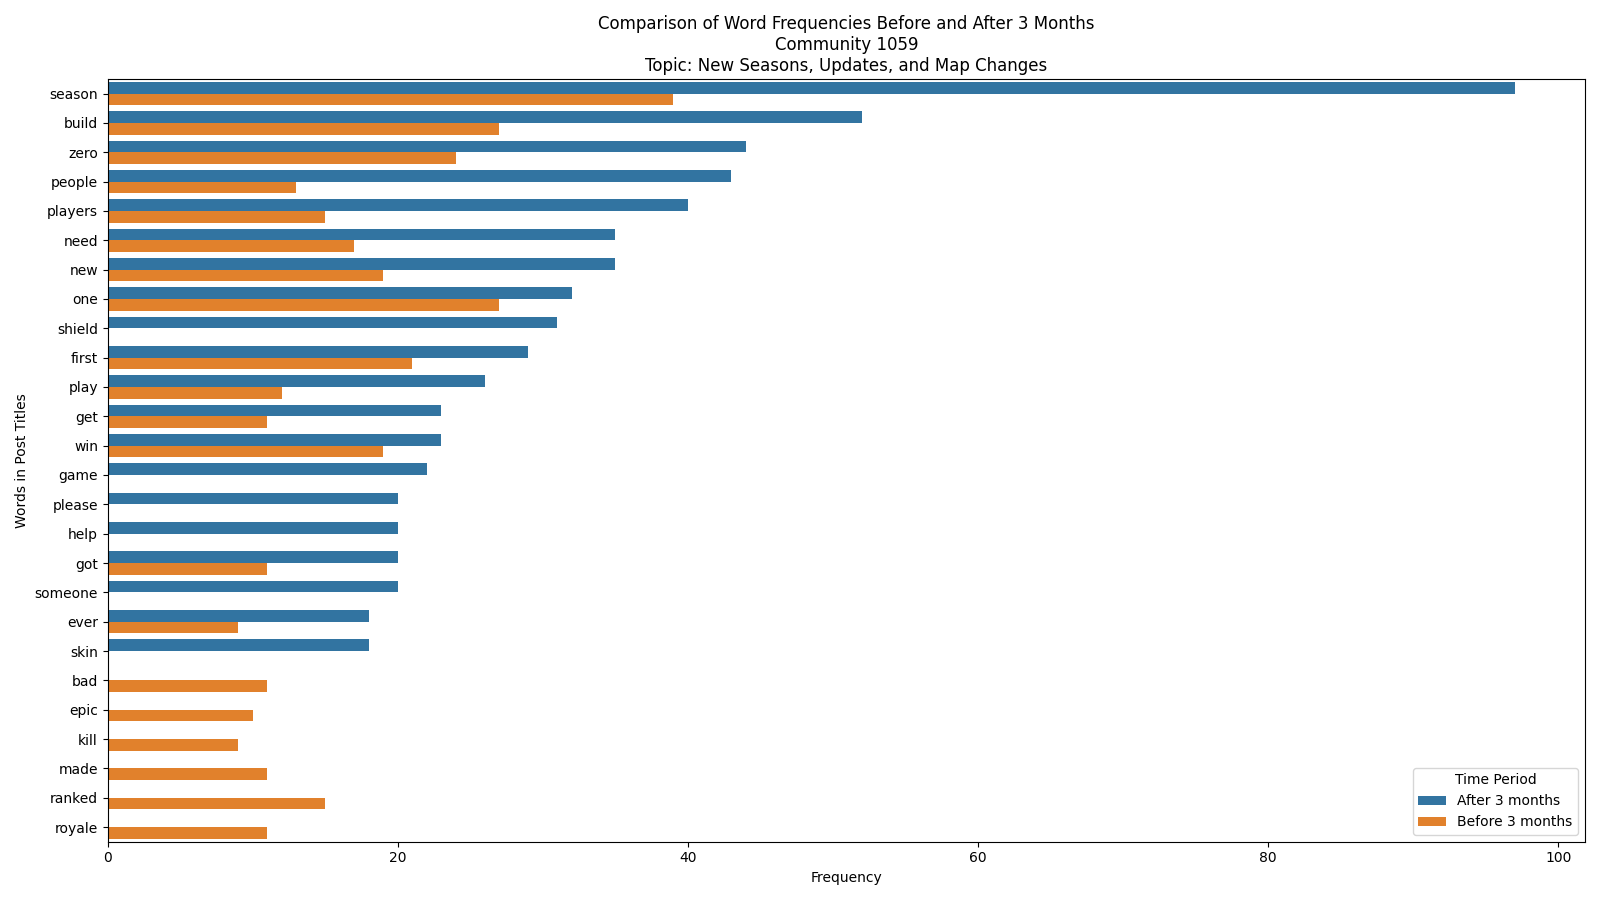 Comparison of Word Frequencies Before and After 3 Months
Community 1059
Topic: New Seasons, Updates, and Map Changes
Words in Post Titles
season
build
zero
people
players
need
new
one
shield
first
play
get
win
game
please
help
got
someone
ever
skin
bad
epic
kill
made
ranked
royale
Time Period
After 3 months
Before 3 months
0 20 40 60 80 100
Frequency